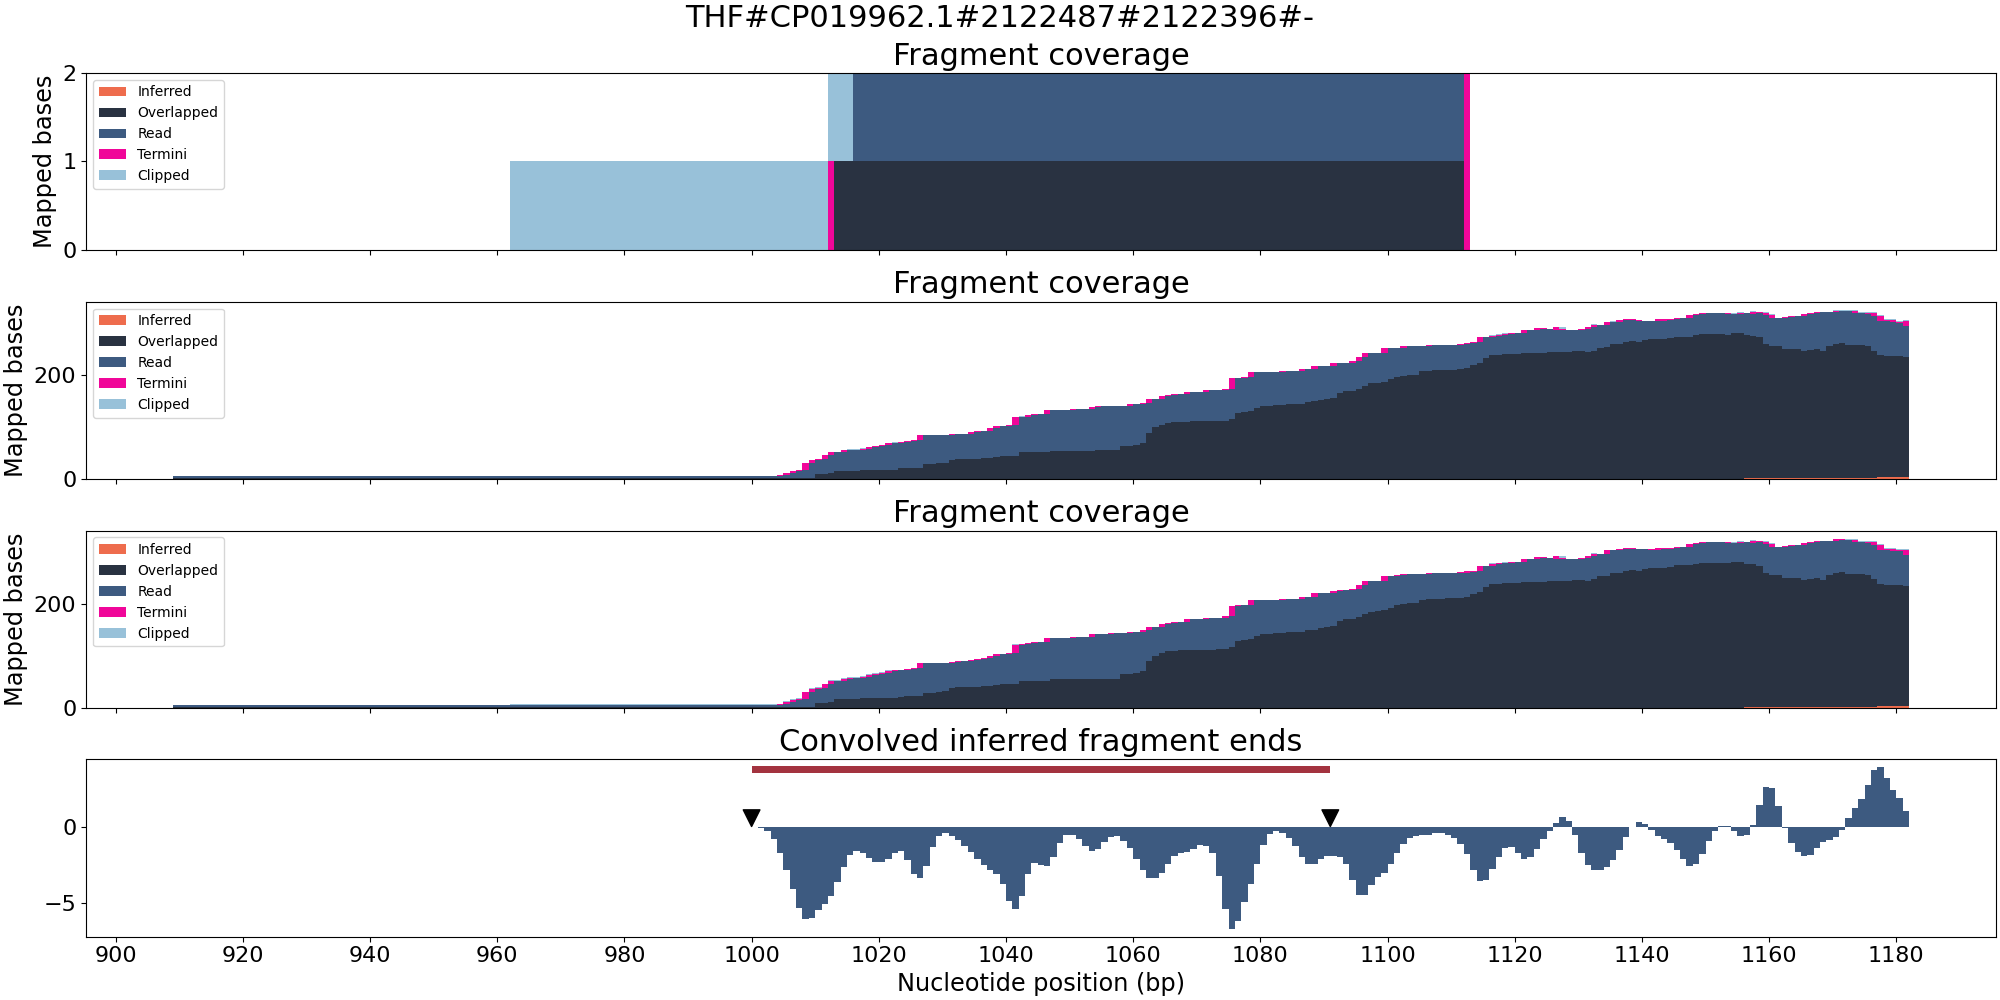 THF#CP019962.1#2122487#2122396#-
Fragment coverage
Mapped bases
2
1
0
Inferred
Overlapped
Read
Termini
Clipped
Fragment coverage
Mapped bases
200
0
Inferred
Overlapped
Read
Termini
Clipped
Fragment coverage
Mapped bases
200
0
Inferred
Overlapped
Read
Termini
Clipped
Convolved inferred fragment ends
0
−5
900 920 940 960 980 1000 1020 1040 1060 1080 1100 1120 1140 1160 1180
Nucleotide position (bp)